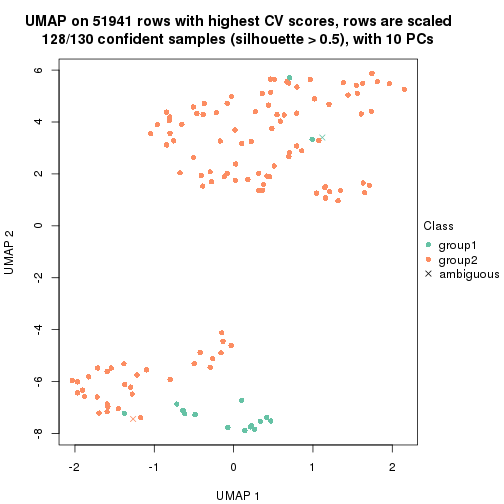 UMAP on 51941 rows with highest CV scores, rows are scaled
128/130 confident samples (silhouette > 0.5), with 10 PCs
6
4
2
0
-2
-4
-6
-8
UMAP 2
-2
-1
0
1
2
UMAP 1
Class
group1
group2
ambiguous